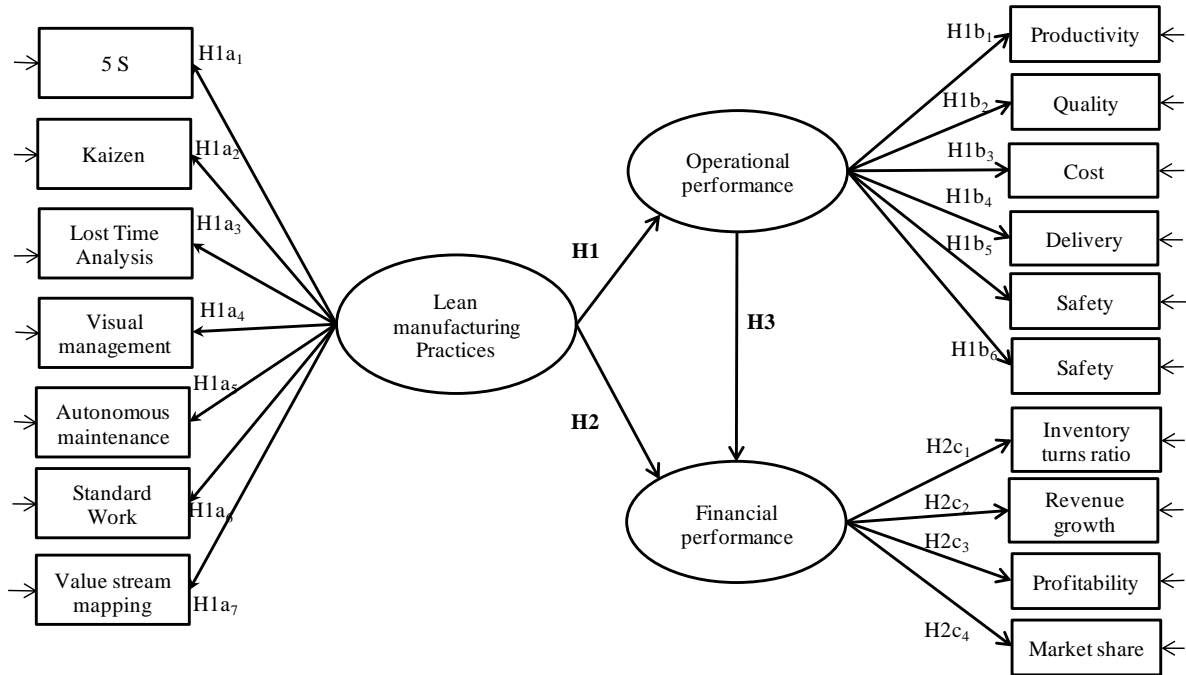 5 S
Kaizen
Lost Time
Analysis
Visual
management
Autonomous
maintenance
Standard
Work
Value stream
mapping
H1a₁
H1a₂
H1a₃
H1a₄
H1a₅
H1a₆
H1a₇
Lean
manufacturing
Practices
H1
H2
Operational
performance
H3
Financial
performance
H1b₁
H1b₂
H1b₃
H1b₄
H1b₅
H1b₆
H2c₁
H2c₂
H2c₃
H2c₄
Productivity
Quality
Cost
Delivery
Safety
Safety
Inventory
turns ratio
Revenue
growth
Profitability
Market share